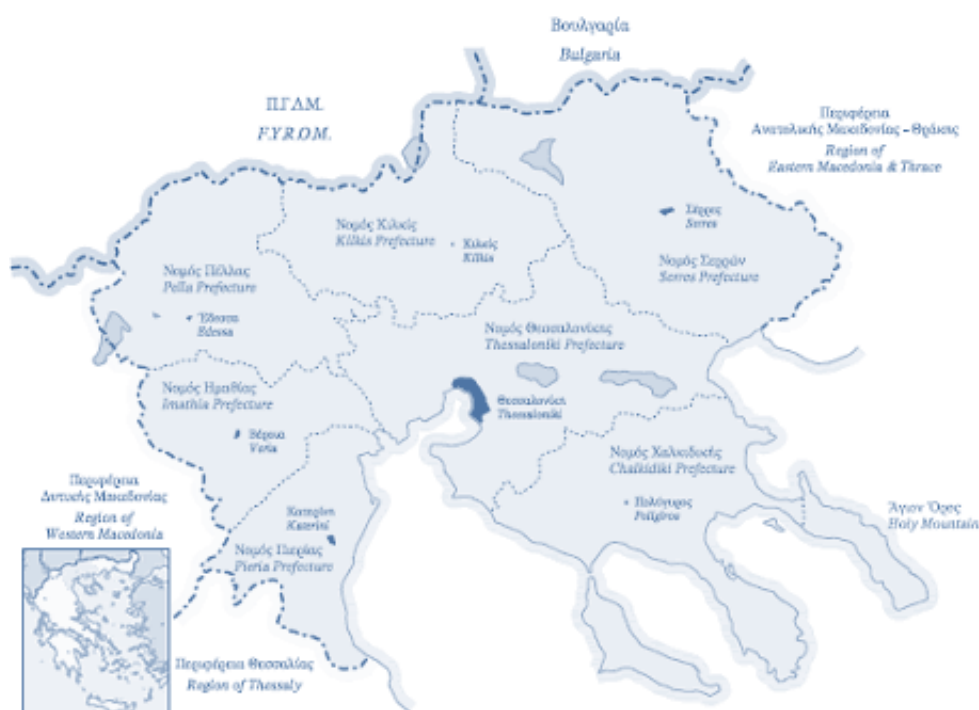 Βουλγαρία
Bulgaria
Π.Γ.Δ.Μ.
F.Y.R.O.M.
Περιφέρεια
Ανατολικής Μακεδονίας – Θράκης
Region of
Eastern Macedonia & Thrace
Νομός Κιλκίς
Kilkis Prefecture
Κιλκίς
Kilkis
Σέρρες
Serres
Νομός Σερρών
Serres Prefecture
Νομός Πέλλας
Pella Prefecture
Έδεσσα
Edessa
Νομός Θεσσαλονίκης
Thessaloniki Prefecture
Θεσσαλονίκη
Thessaloniki
Νομός Ημαθίας
Imathia Prefecture
Βέροια
Veria
Νομός Χαλκιδικής
Chalkidiki Prefecture
Πολύγυρος
Poligiros
Άγιον Όρος
Holy Mountain
Περιφέρεια
Δυτικής Μακεδονίας
Region of
Western Macedonia
Κατερίνη
Katerini
Νομός Πιερίας
Pieria Prefecture
Περιφέρεια Θεσσαλίας
Region of Thessaly